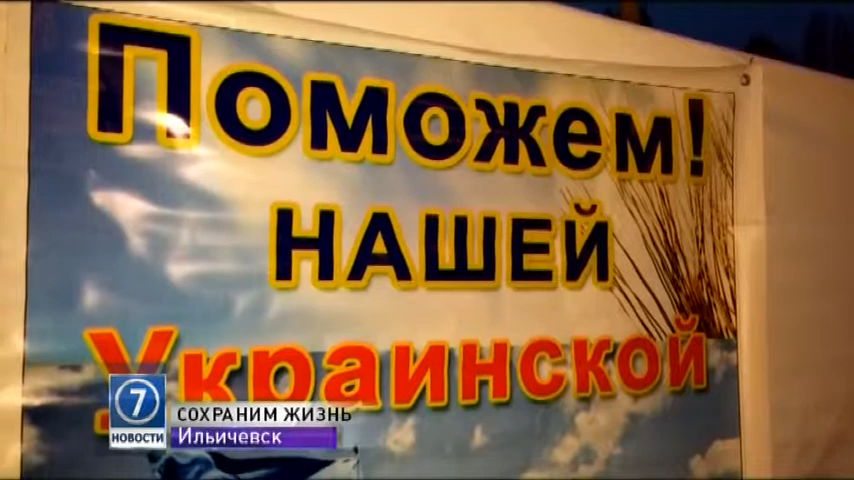 Поможем!
НАШЕЙ
Украинской
7
НОВОСТИ
СОХРАНИМ ЖИЗНЬ
Ильичевск